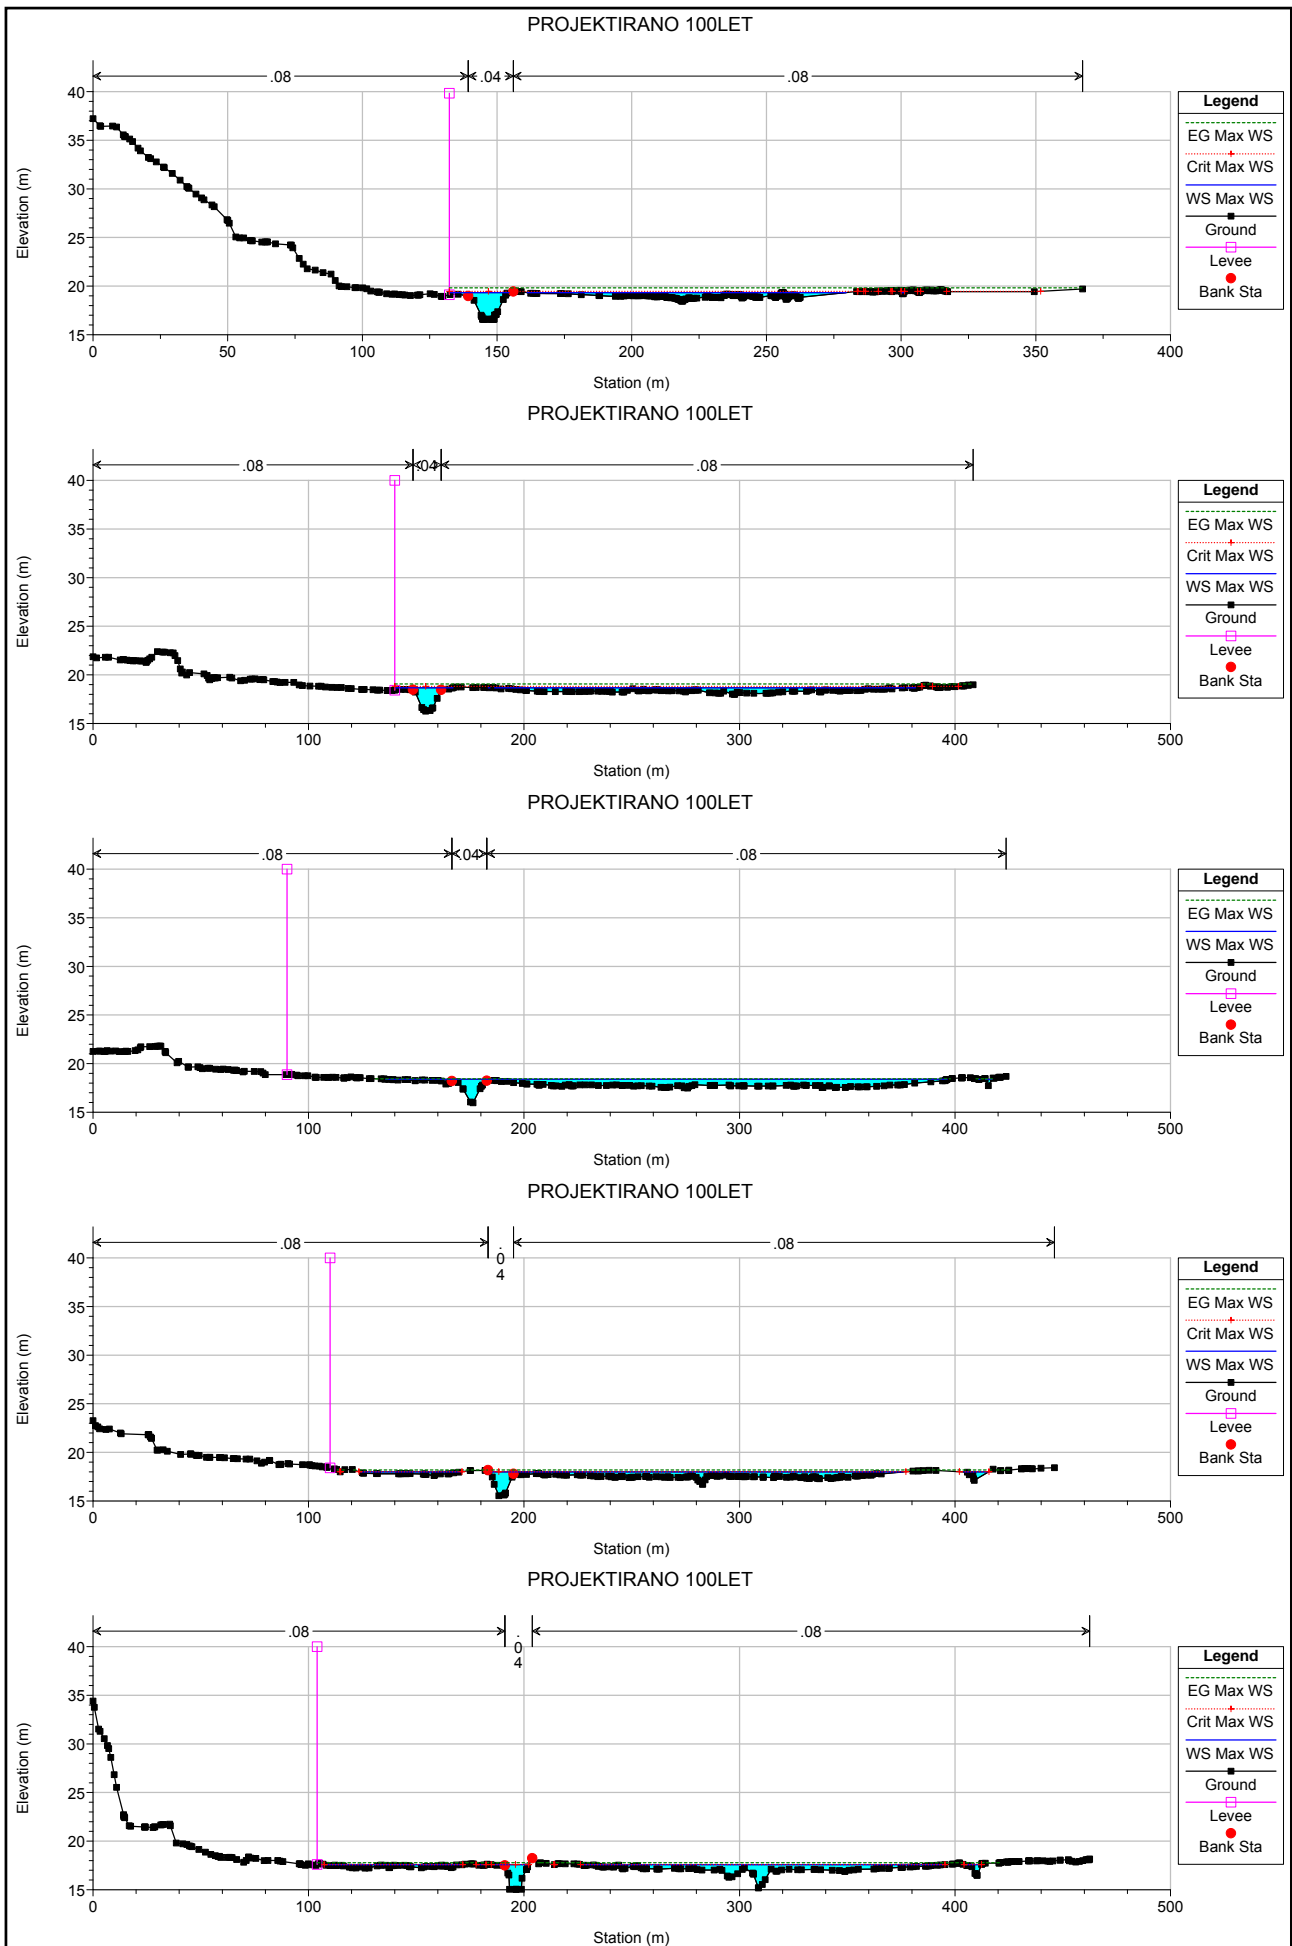 PROJEKTIRANO 100LET
.08 .04 .08
40
35
30
25
20
15
Elevation (m)
0 50 100 150 200 250 300 350 400
Station (m)
Legend
EG Max WS
Crit Max WS
WS Max WS
Ground
Levee
Bank Sta
PROJEKTIRANO 100LET
.08 .04 .08
40
35
30
25
20
15
Elevation (m)
0 100 200 300 400 500
Station (m)
Legend
EG Max WS
Crit Max WS
WS Max WS
Ground
Levee
Bank Sta
PROJEKTIRANO 100LET
.08 .04 .08
40
35
30
25
20
15
Elevation (m)
0 100 200 300 400 500
Station (m)
Legend
EG Max WS
WS Max WS
Ground
Levee
Bank Sta
PROJEKTIRANO 100LET
.08 .04 .08
40
35
30
25
20
15
Elevation (m)
0 100 200 300 400 500
Station (m)
Legend
EG Max WS
Crit Max WS
WS Max WS
Ground
Levee
Bank Sta
PROJEKTIRANO 100LET
.08 .04 .08
40
35
30
25
20
15
Elevation (m)
0 100 200 300 400 500
Station (m)
Legend
EG Max WS
Crit Max WS
WS Max WS
Ground
Levee
Bank Sta